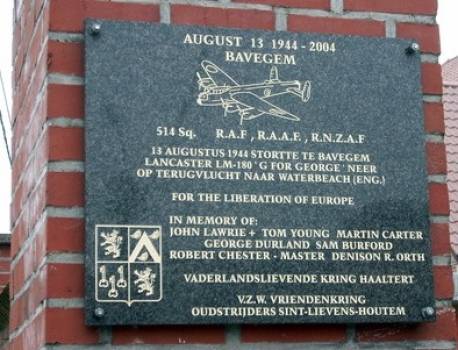 AUGUST 13 1944 - 2004
BAVEGEM
514 Sq. R.A.F , R.A.A.F. , R.N.Z.A.F
13 AUGUSTUS 1944 STORTTE TE BAVEGEM
LANCASTER LM-180 'G FOR GEORGE' NEER
OP TERUGVLUCHT NAAR WATERBEACH (ENG.)
FOR THE LIBERATION OF EUROPE
IN MEMORY OF:
JOHN LAWRIE + TOM YOUNG MARTIN CARTER
GEORGE DURLAND SAM BURFORD
ROBERT CHESTER - MASTER DENISON R. ORTH
VADERLANDSLIEVENDE KRING HAALTERT
V.Z.W. VRIENDENKRING
OUDSTRIJDERS SINT-LIEVENS-HOUTEM